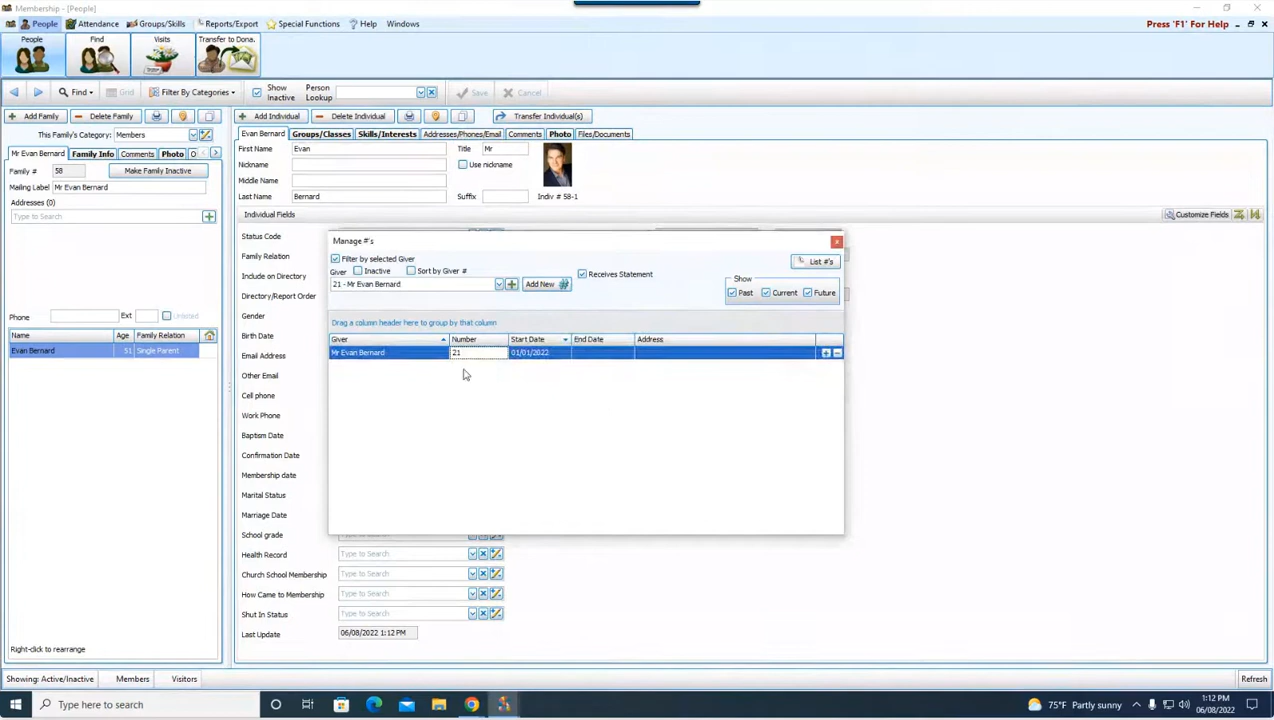 Membership - [People]
People Attendance Groups/Skills Reports/Export Special Functions Help Windows Press 'F1' For Help
People Find Visits Transfer to Dona.
Find Grid Filter By Categories Show Inactive Person Lookup Save Cancel
Add Family Delete Family Add Individual Delete Individual Transfer Individual(s)
This Family's Category: Members
Evan Bernard Groups/Classes Skills/Interests Addresses/Phones/Email Comments Photo Files/Documents
Mr Evan Bernard Family Info Comments Photo O
Family # 58 Make Family Inactive
Mailing Label Mr Evan Bernard
Addresses (0)
Type to Search
Phone Ext Unlisted
Name Age Family Relation
Evan Bernard 51 Single Parent
Right-click to rearrange
First Name Evan Title Mr
Nickname Use nickname
Middle Name
Last Name Bernard Suffix Indiv # 58-1
Individual Fields Customize Fields
Status Code
Family Relation
Include on Directory
Directory/Report Order
Gender
Birth Date
Email Address
Other Email
Cell phone
Work Phone
Baptism Date
Confirmation Date
Membership date
Marital Status
Marriage Date
School grade
Health Record Type to Search
Church School Membership Type to Search
How Came to Membership Type to Search
Shut In Status Type to Search
Last Update 06/08/2022 1:12 PM
Manage #'s
Filter by selected Giver
List #'s
Giver Inactive Sort by Giver # Receives Statement
21 - Mr Evan Bernard Add New
Show
Past Current Future
Drag a column header here to group by that column
Giver Number Start Date End Date Address
Mr Evan Bernard 21 01/01/2022
Showing: Active/Inactive Members Visitors Refresh
Type here to search
75°F Partly sunny
1:12 PM
06/08/2022